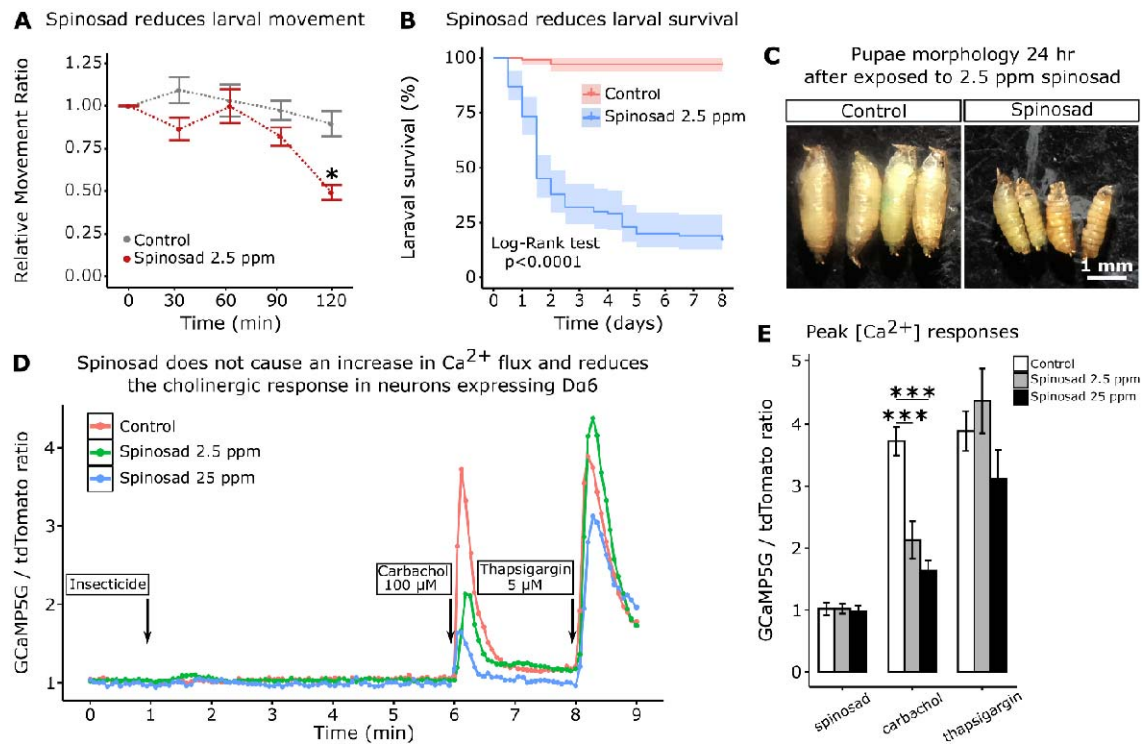 A Spinosad reduces larval movement
Relative Movement Ratio
1.25
1.00
0.75
0.50
0.25
0.00
*
Control
Spinosad 2.5 ppm
0 30 60 90 120
Time (min)
B Spinosad reduces larval survival
Laraval survival (%)
100
75
50
25
0
Control
Spinosad 2.5 ppm
Log-Rank test
p<0.0001
0 1 2 3 4 5 6 7 8
Time (days)
C Pupae morphology 24 hr
after exposed to 2.5 ppm spinosad
Control Spinosad
1 mm
D Spinosad does not cause an increase in Ca2+ flux and reduces
the cholinergic response in neurons expressing Dα6
GCaMP5G / tdTomato ratio
4
3
2
1
Control
Spinosad 2.5 ppm
Spinosad 25 ppm
Insecticide
Carbachol
100 µM
Thapsigargin
5 µM
0 1 2 3 4 5 6 7 8 9
Time (min)
E Peak [Ca2+] responses
GCaMP5G / tdTomato ratio
5
4
3
2
1
0
Control
Spinosad 2.5 ppm
Spinosad 25 ppm
***
***
spinosad
carbachol
thapsigargin